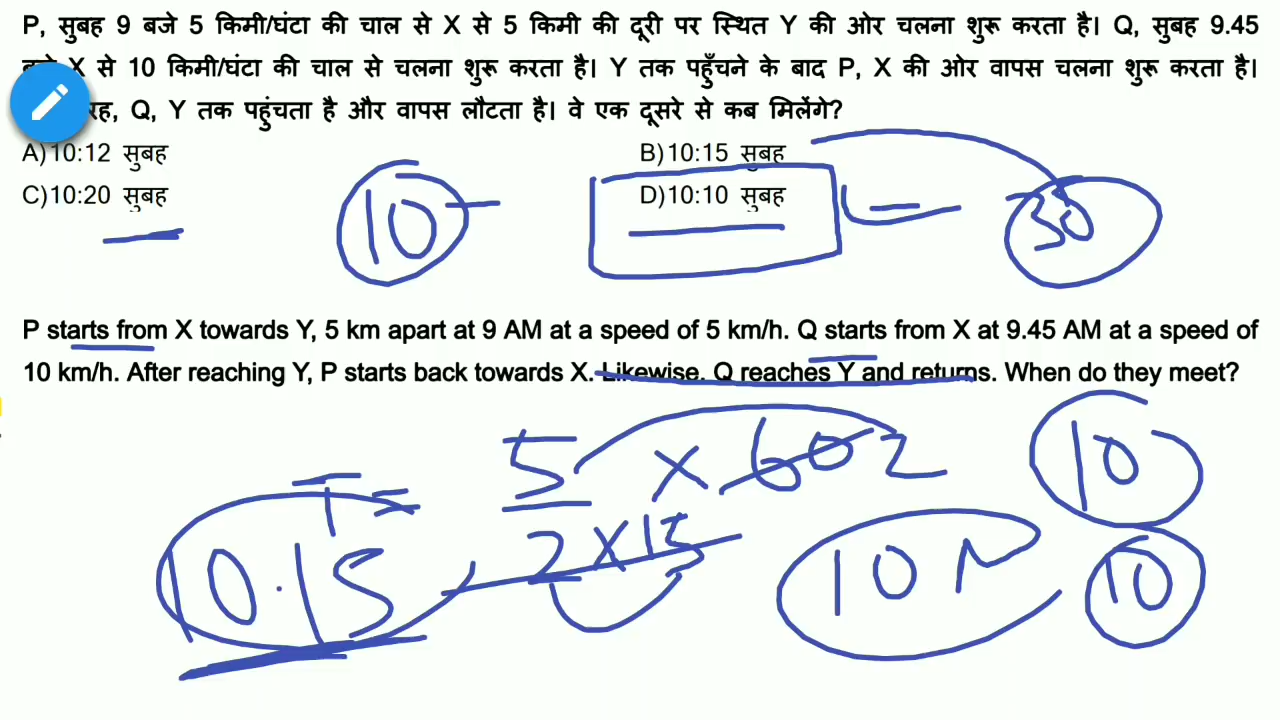 P, सुबह 9 बजे 5 किमी/घंटा की चाल से X से 5 किमी की दूरी पर स्थित Y की ओर चलना शुरू करता है। Q, सुबह 9.45
X से 10 किमी/घंटा की चाल से चलना शुरू करता है। Y तक पहुँचने के बाद P, X की ओर वापस चलना शुरू करता है।
Q, Y तक पहुंचता है और वापस लौटता है। वे एक दूसरे से कब मिलेंगे?
A)10:12 सुबह B)10:15 सुबह
C)10:20 सुबह D)10:10 सुबह
10 30
P starts from X towards Y, 5 km apart at 9 AM at a speed of 5 km/h. Q starts from X at 9.45 AM at a speed of
10 km/h. After reaching Y, P starts back towards X. Likewise, Q reaches Y and returns. When do they meet?
T = 5 × 60 2 10
10.15 2 × 15 10 10